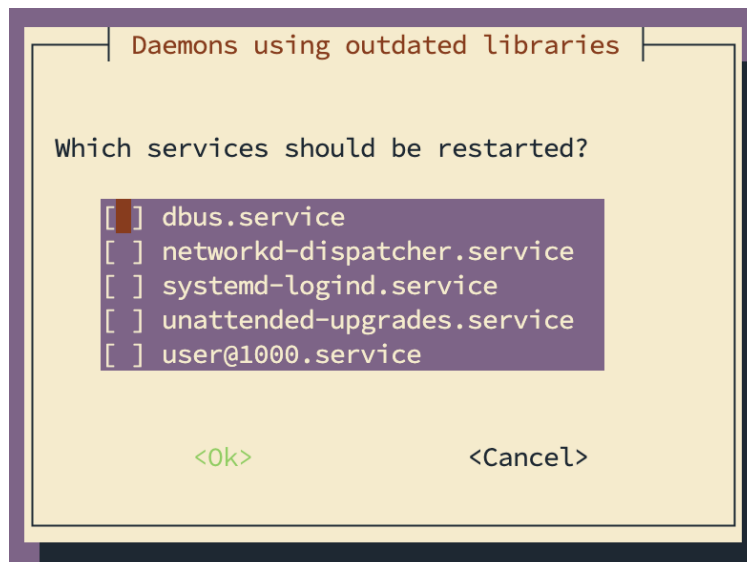 Daemons using outdated libraries
Which services should be restarted?
[ ] dbus.service
[ ] networkd-dispatcher.service
[ ] systemd-logind.service
[ ] unattended-upgrades.service
[ ] user@1000.service
<Ok> <Cancel>